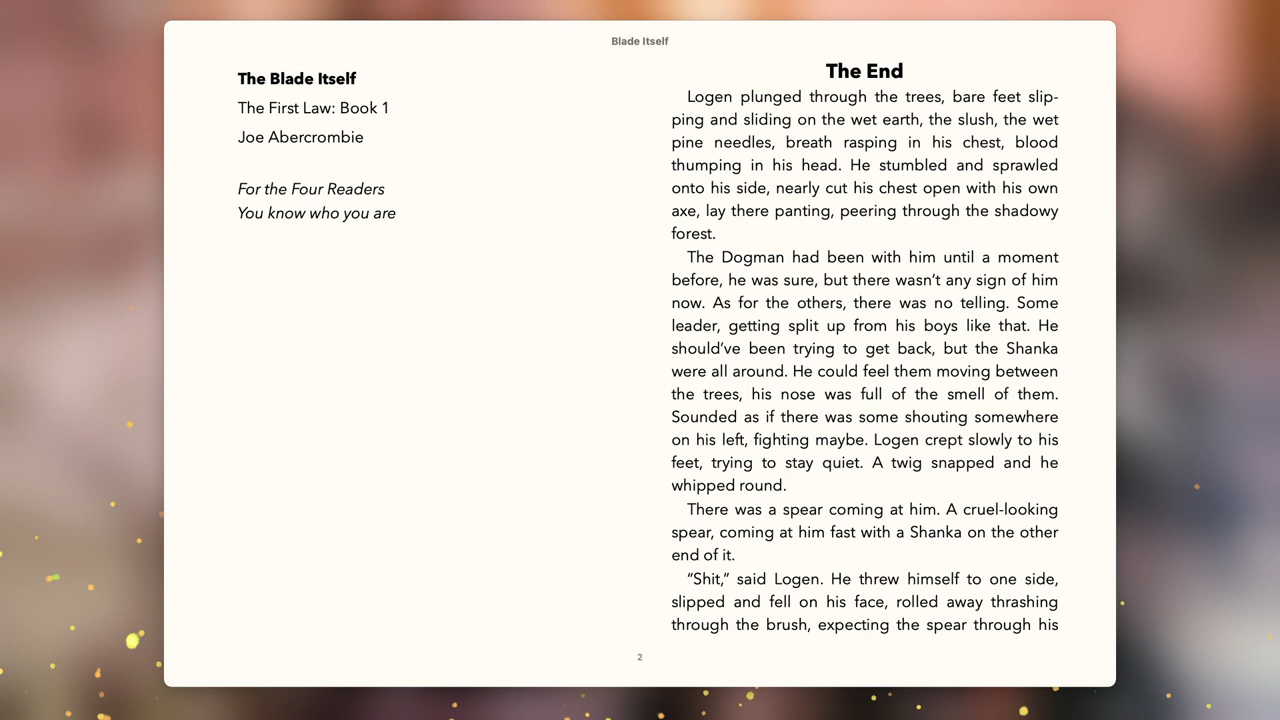 Blade Itself
The Blade Itself
The First Law: Book 1
Joe Abercrombie
For the Four Readers
You know who you are
The End
Logen plunged through the trees, bare feet slip-
ping and sliding on the wet earth, the slush, the wet
pine needles, breath rasping in his chest, blood
thumping in his head. He stumbled and sprawled
onto his side, nearly cut his chest open with his own
axe, lay there panting, peering through the shadowy
forest.
The Dogman had been with him until a moment
before, he was sure, but there wasn’t any sign of him
now. As for the others, there was no telling. Some
leader, getting split up from his boys like that. He
should’ve been trying to get back, but the Shanka
were all around. He could feel them moving between
the trees, his nose was full of the smell of them.
Sounded as if there was some shouting somewhere
on his left, fighting maybe. Logen crept slowly to his
feet, trying to stay quiet. A twig snapped and he
whipped round.
There was a spear coming at him. A cruel-looking
spear, coming at him fast with a Shanka on the other
end of it.
“Shit,” said Logen. He threw himself to one side,
slipped and fell on his face, rolled away thrashing
through the brush, expecting the spear through his
2